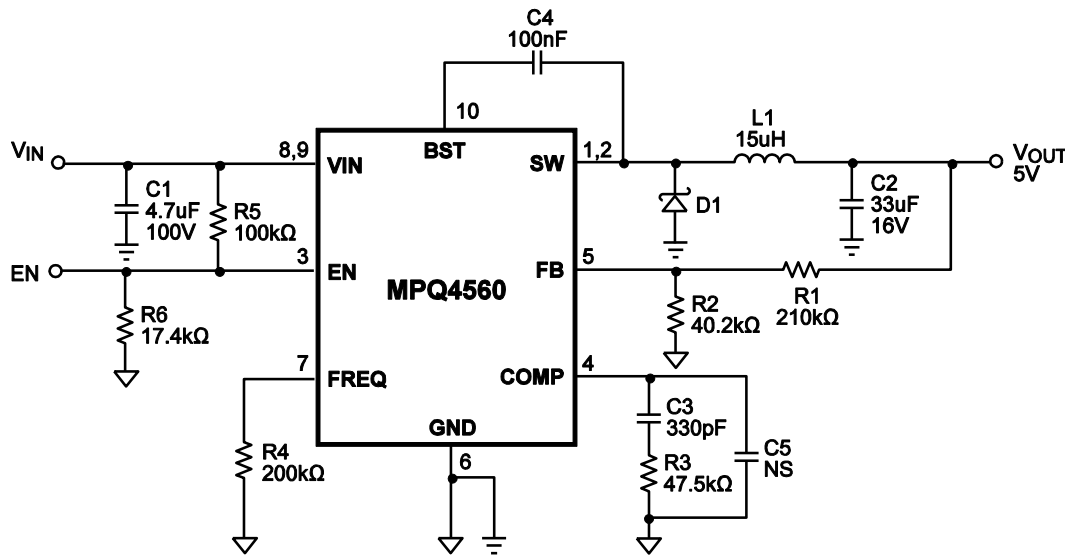 C4
100nF
10
BST
VIN
8,9
VIN
SW
1,2
L1
15uH
VOUT
5V
C1
4.7uF
100V
R5
100kΩ
D1
C2
33uF
16V
EN
3
EN
MPQ4560
FB
5
R1
210kΩ
R6
17.4kΩ
R2
40.2kΩ
7
FREQ
COMP
4
GND
6
R4
200kΩ
C3
330pF
R3
47.5kΩ
C5
NS